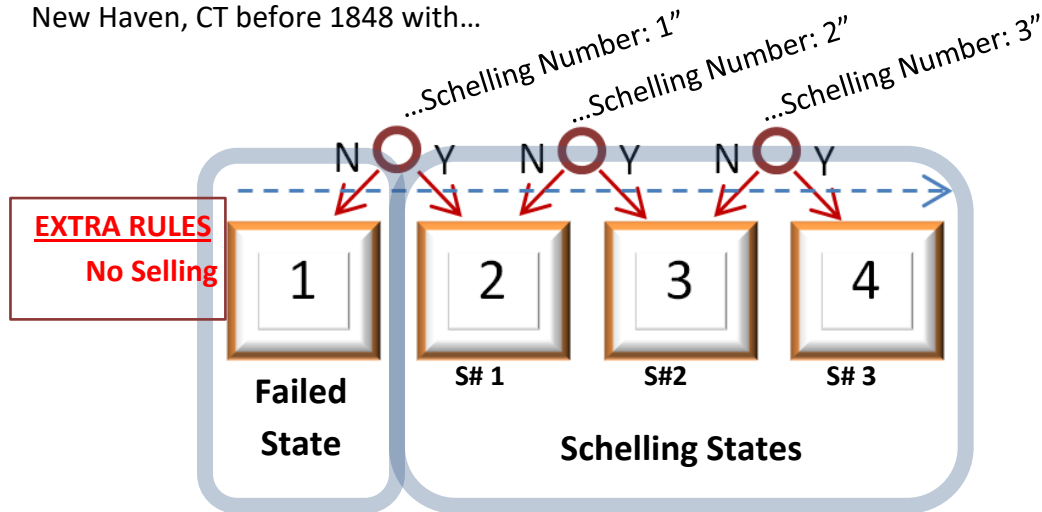 New Haven, CT before 1848 with…
…Schelling Number: 1”
…Schelling Number: 2”
…Schelling Number: 3”
N Y N Y N Y
EXTRA RULES
No Selling
1 2 3 4
S# 1 S#2 S# 3
Failed
State
Schelling States